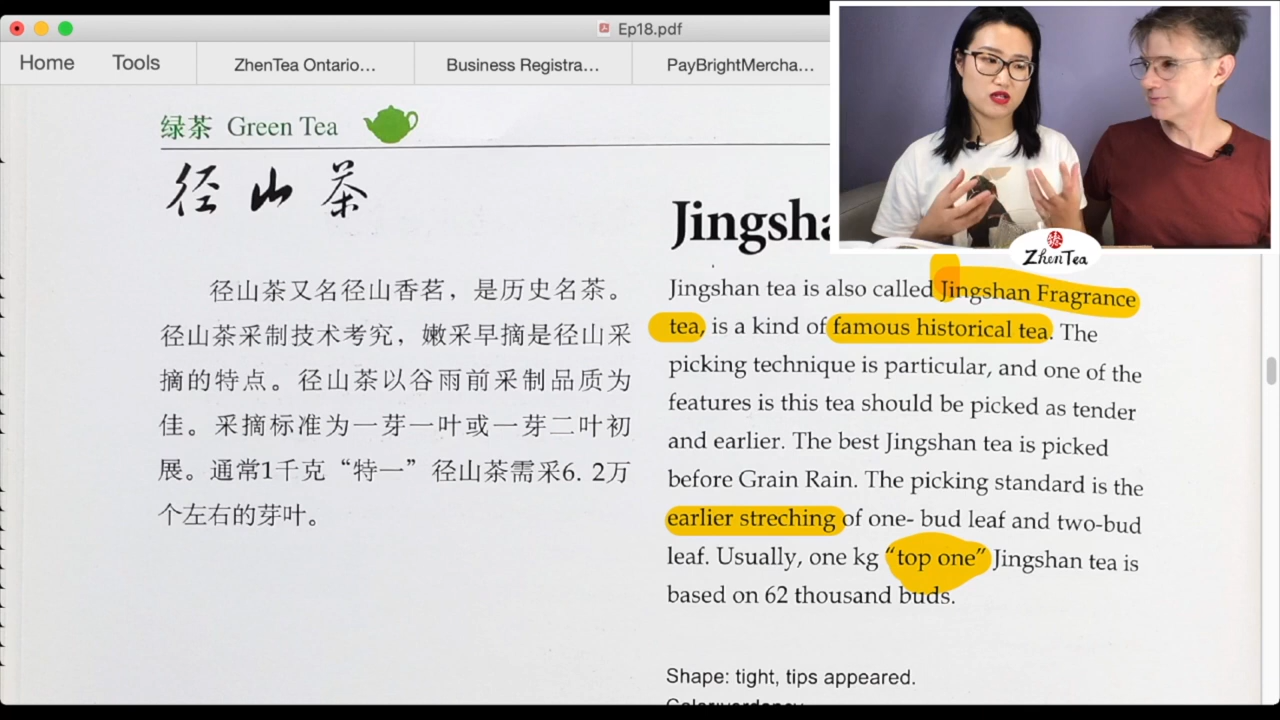 Ep18.pdf
Home
Tools
ZhenTea Ontario...
Business Registra...
PayBrightMercha...
绿茶 Green Tea
径山茶
Jingsha
ZhenTea
径山茶又名径山香茗，是历史名茶。
径山茶采制技术考究，嫩采早摘是径山采
摘的特点。径山茶以谷雨前采制品质为
佳。采摘标准为一芽一叶或一芽二叶初
展。通常1千克“特一”径山茶需采6. 2万
个左右的芽叶。
Jingshan tea is also called Jingshan Fragrance
tea, is a kind of famous historical tea. The
picking technique is particular, and one of the
features is this tea should be picked as tender
and earlier. The best Jingshan tea is picked
before Grain Rain. The picking standard is the
earlier streching of one- bud leaf and two-bud
leaf. Usually, one kg “top one” Jingshan tea is
based on 62 thousand buds.
Shape: tight, tips appeared.